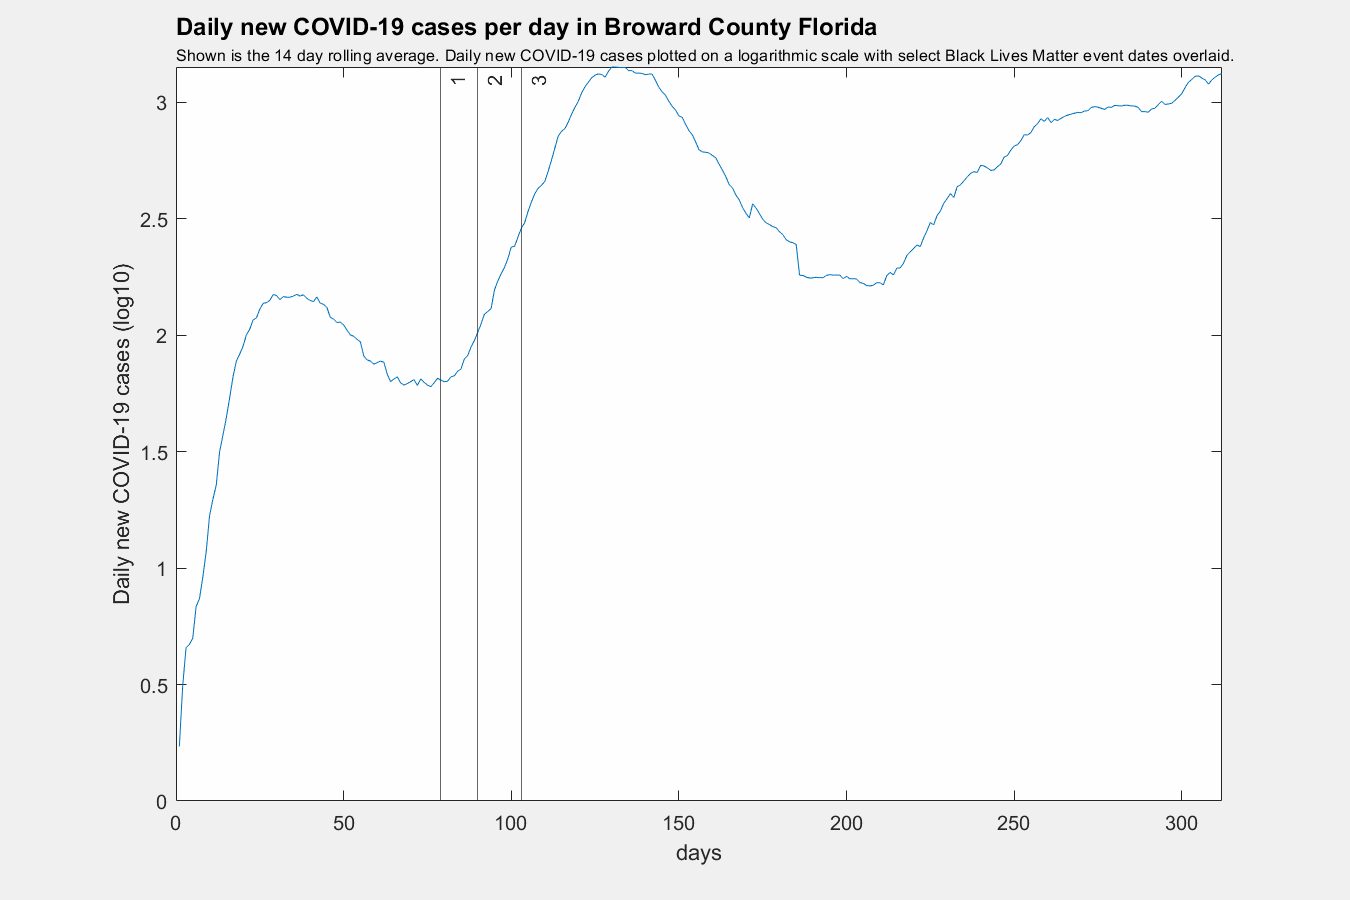 Daily new COVID-19 cases per day in Broward County Florida
Shown is the 14 day rolling average. Daily new COVID-19 cases plotted on a logarithmic scale with select Black Lives Matter event dates overlaid.
1
2
3
3
2.5
2
1.5
1
0.5
0
Daily new COVID-19 cases (log10)
0 50 100 150 200 250 300
days